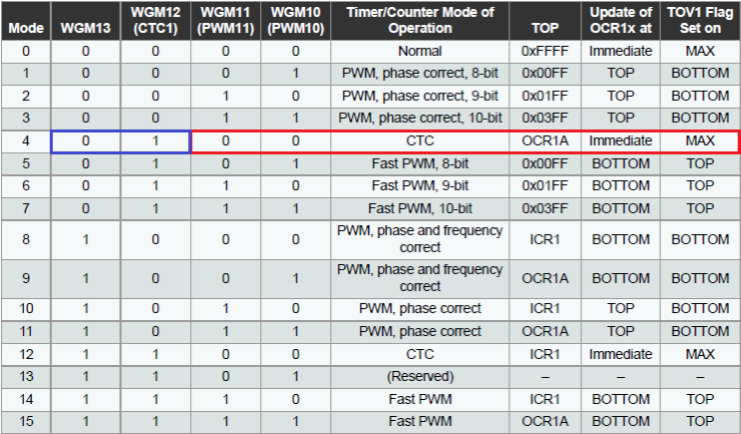 Mode WGM13 WGM12 (CTC1) WGM11 (PWM11) WGM10 (PWM10) Timer/Counter Mode of Operation TOP Update of OCR1x at TOV1 Flag Set on
0 0 0 0 0 Normal 0xFFFF Immediate MAX
1 0 0 0 1 PWM, phase correct, 8-bit 0x00FF TOP BOTTOM
2 0 0 1 0 PWM, phase correct, 9-bit 0x01FF TOP BOTTOM
3 0 0 1 1 PWM, phase correct, 10-bit 0x03FF TOP BOTTOM
4 0 1 0 0 CTC OCR1A Immediate MAX
5 0 1 0 1 Fast PWM, 8-bit 0x00FF BOTTOM TOP
6 0 1 1 0 Fast PWM, 9-bit 0x01FF BOTTOM TOP
7 0 1 1 1 Fast PWM, 10-bit 0x03FF BOTTOM TOP
8 1 0 0 0 PWM, phase and frequency correct ICR1 BOTTOM BOTTOM
9 1 0 0 1 PWM, phase and frequency correct OCR1A BOTTOM BOTTOM
10 1 0 1 0 PWM, phase correct ICR1 TOP BOTTOM
11 1 0 1 1 PWM, phase correct OCR1A TOP BOTTOM
12 1 1 0 0 CTC ICR1 Immediate MAX
13 1 1 0 1 (Reserved) – – –
14 1 1 1 0 Fast PWM ICR1 BOTTOM TOP
15 1 1 1 1 Fast PWM OCR1A BOTTOM TOP